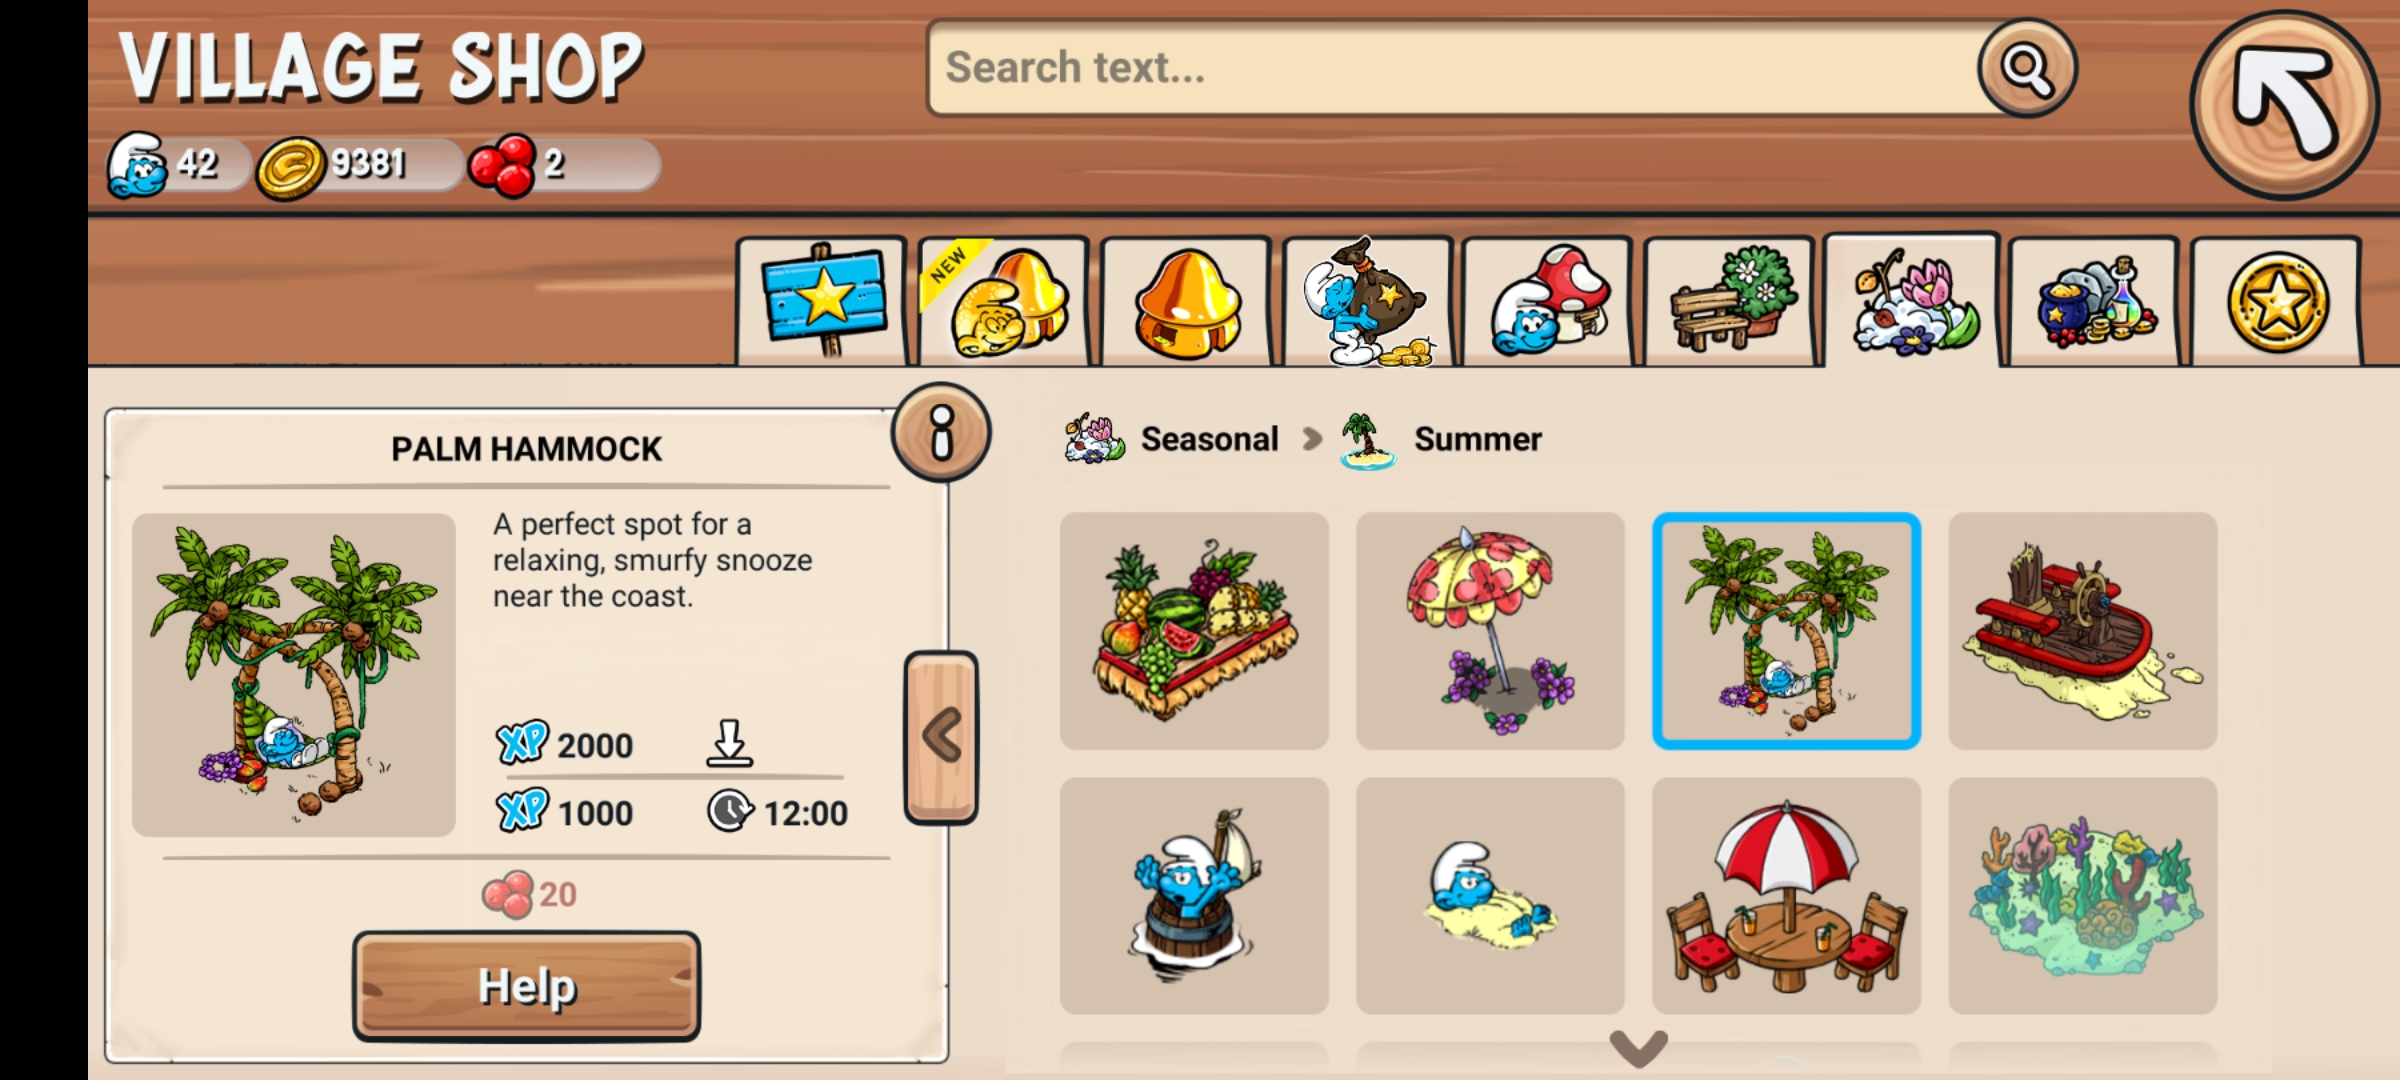 VILLAGE SHOP
Search text...
42
9381
2
NEW
PALM HAMMOCK
A perfect spot for a
relaxing, smurfy snooze
near the coast.
XP 2000
XP 1000
12:00
20
Help
Seasonal
Summer